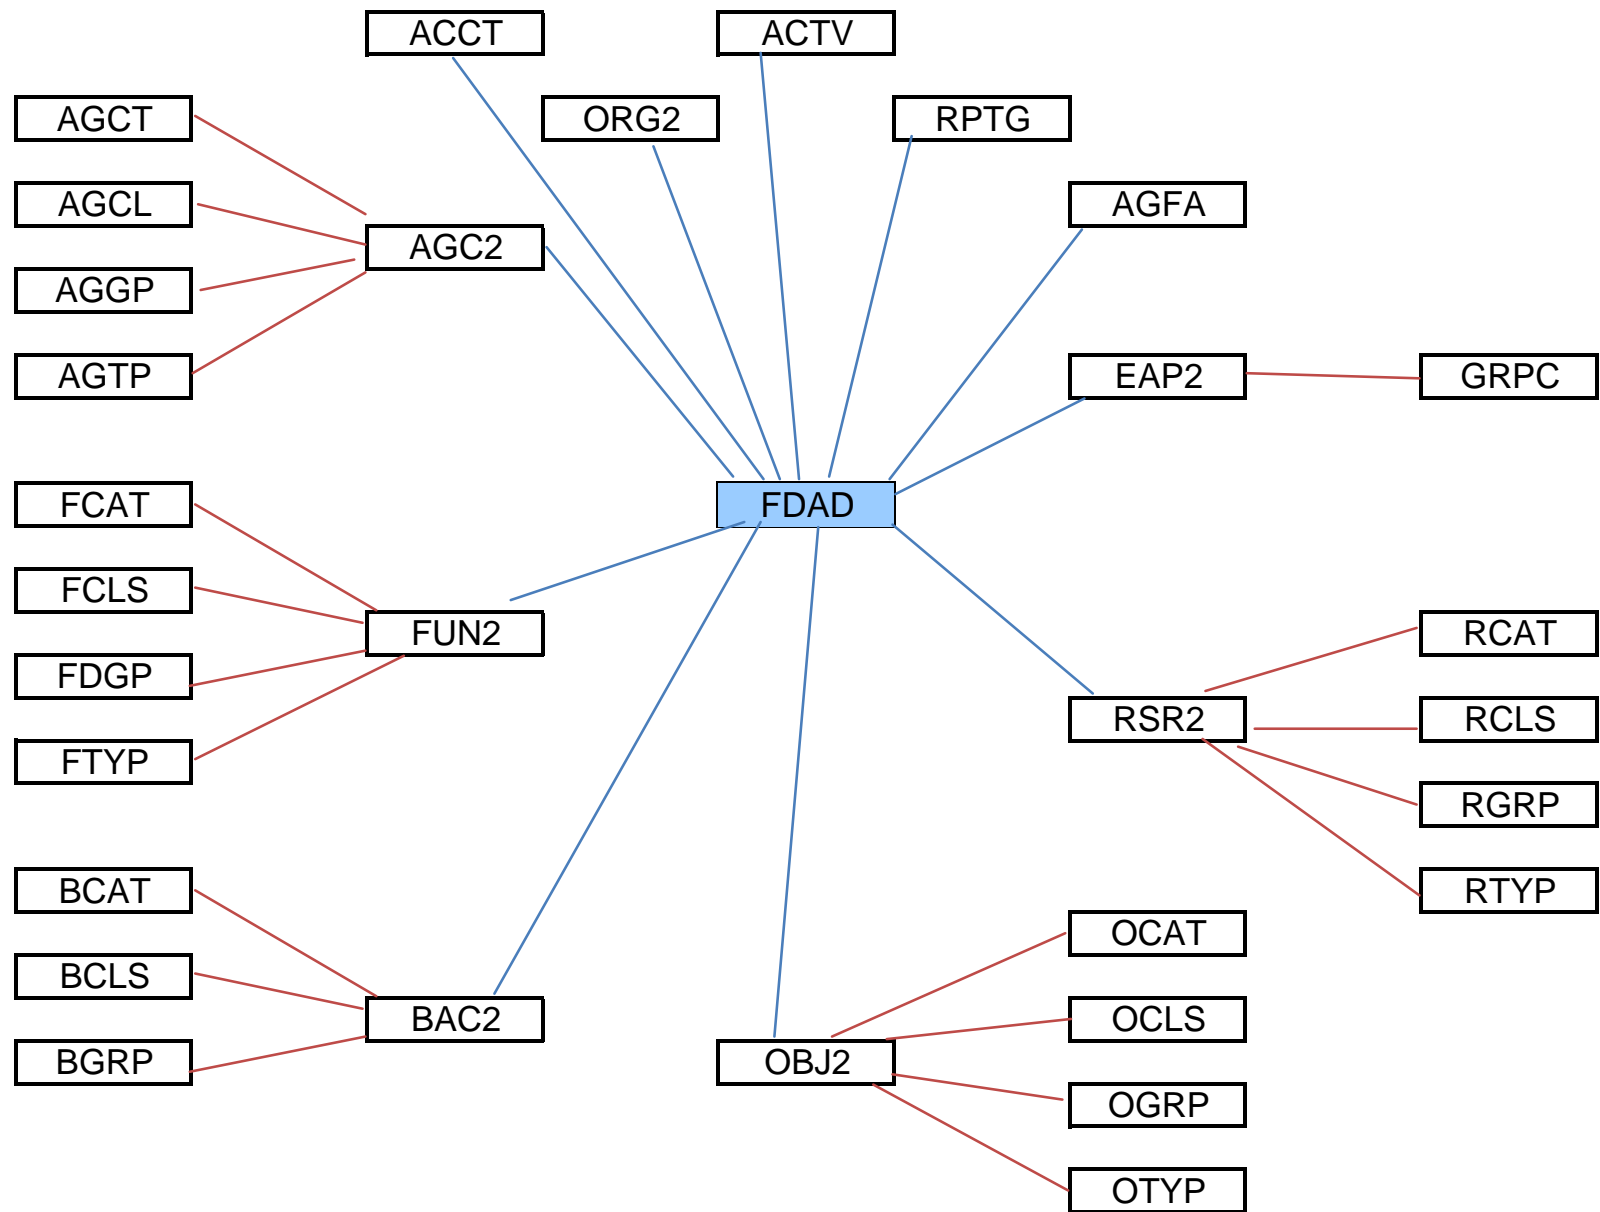 ACCT
ACTV
AGCT
ORG2
RPTG
AGCL
AGFA
AGC2
AGGP
AGTP
EAP2
GRPC
FCAT
FDAD
FCLS
FUN2
RCAT
FDGP
RSR2
RCLS
FTYP
RGRP
BCAT
RTYP
OCAT
BCLS
BAC2
OCLS
BGRP
OBJ2
OGRP
OTYP